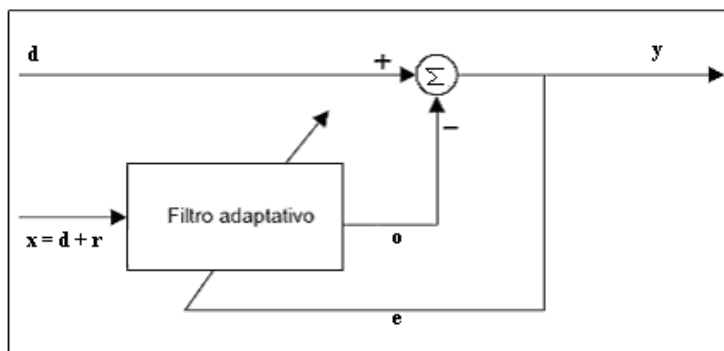 d
y
+
Σ
−
Filtro adaptativo
x = d + r
o
e